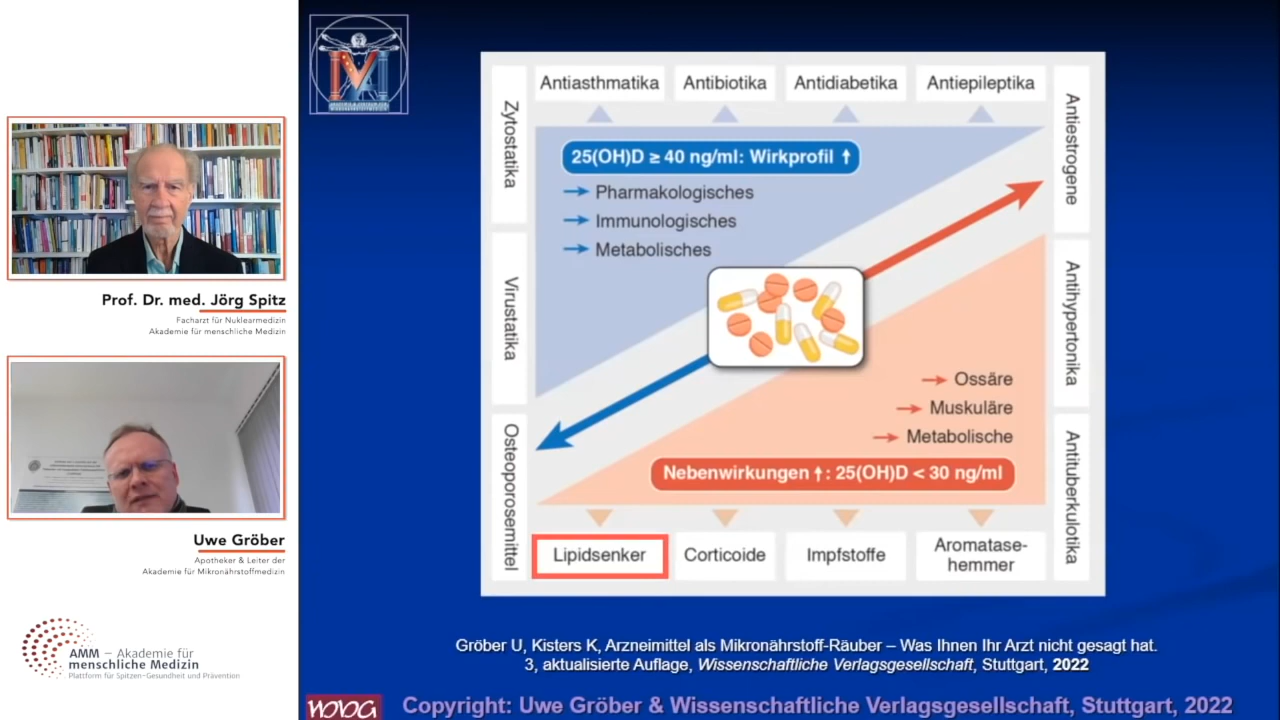 Prof. Dr. med. Jörg Spitz
Facharzt für Nuklearmedizin
Akademie für menschliche Medizin
Uwe Gröber
Apotheker & Leiter der
Akademie für Mikronährstoffmedizin
AMM – Akademie für
menschliche Medizin
Plattform für Spitzen-Gesundheit und Prävention
Antiasthmatika
Antibiotika
Antidiabetika
Antiepileptika
Zytostatika
Virustatika
Osteoporosemittel
25(OH)D ≥ 40 ng/ml: Wirkprofil ↑
→ Pharmakologisches
→ Immunologisches
→ Metabolisches
→ Ossäre
→ Muskuläre
→ Metabolische
Nebenwirkungen ↑: 25(OH)D < 30 ng/ml
Antiestrogene
Antihypertonika
Antituberkulotika
Lipidsenker
Corticoide
Impfstoffe
Aromatase-
hemmer
Gröber U, Kisters K, Arzneimittel als Mikronährstoff-Räuber – Was Ihnen Ihr Arzt nicht gesagt hat.
3, aktualisierte Auflage, Wissenschaftliche Verlagsgesellschaft, Stuttgart, 2022
Copyright: Uwe Gröber & Wissenschaftliche Verlagsgesellschaft, Stuttgart, 2022